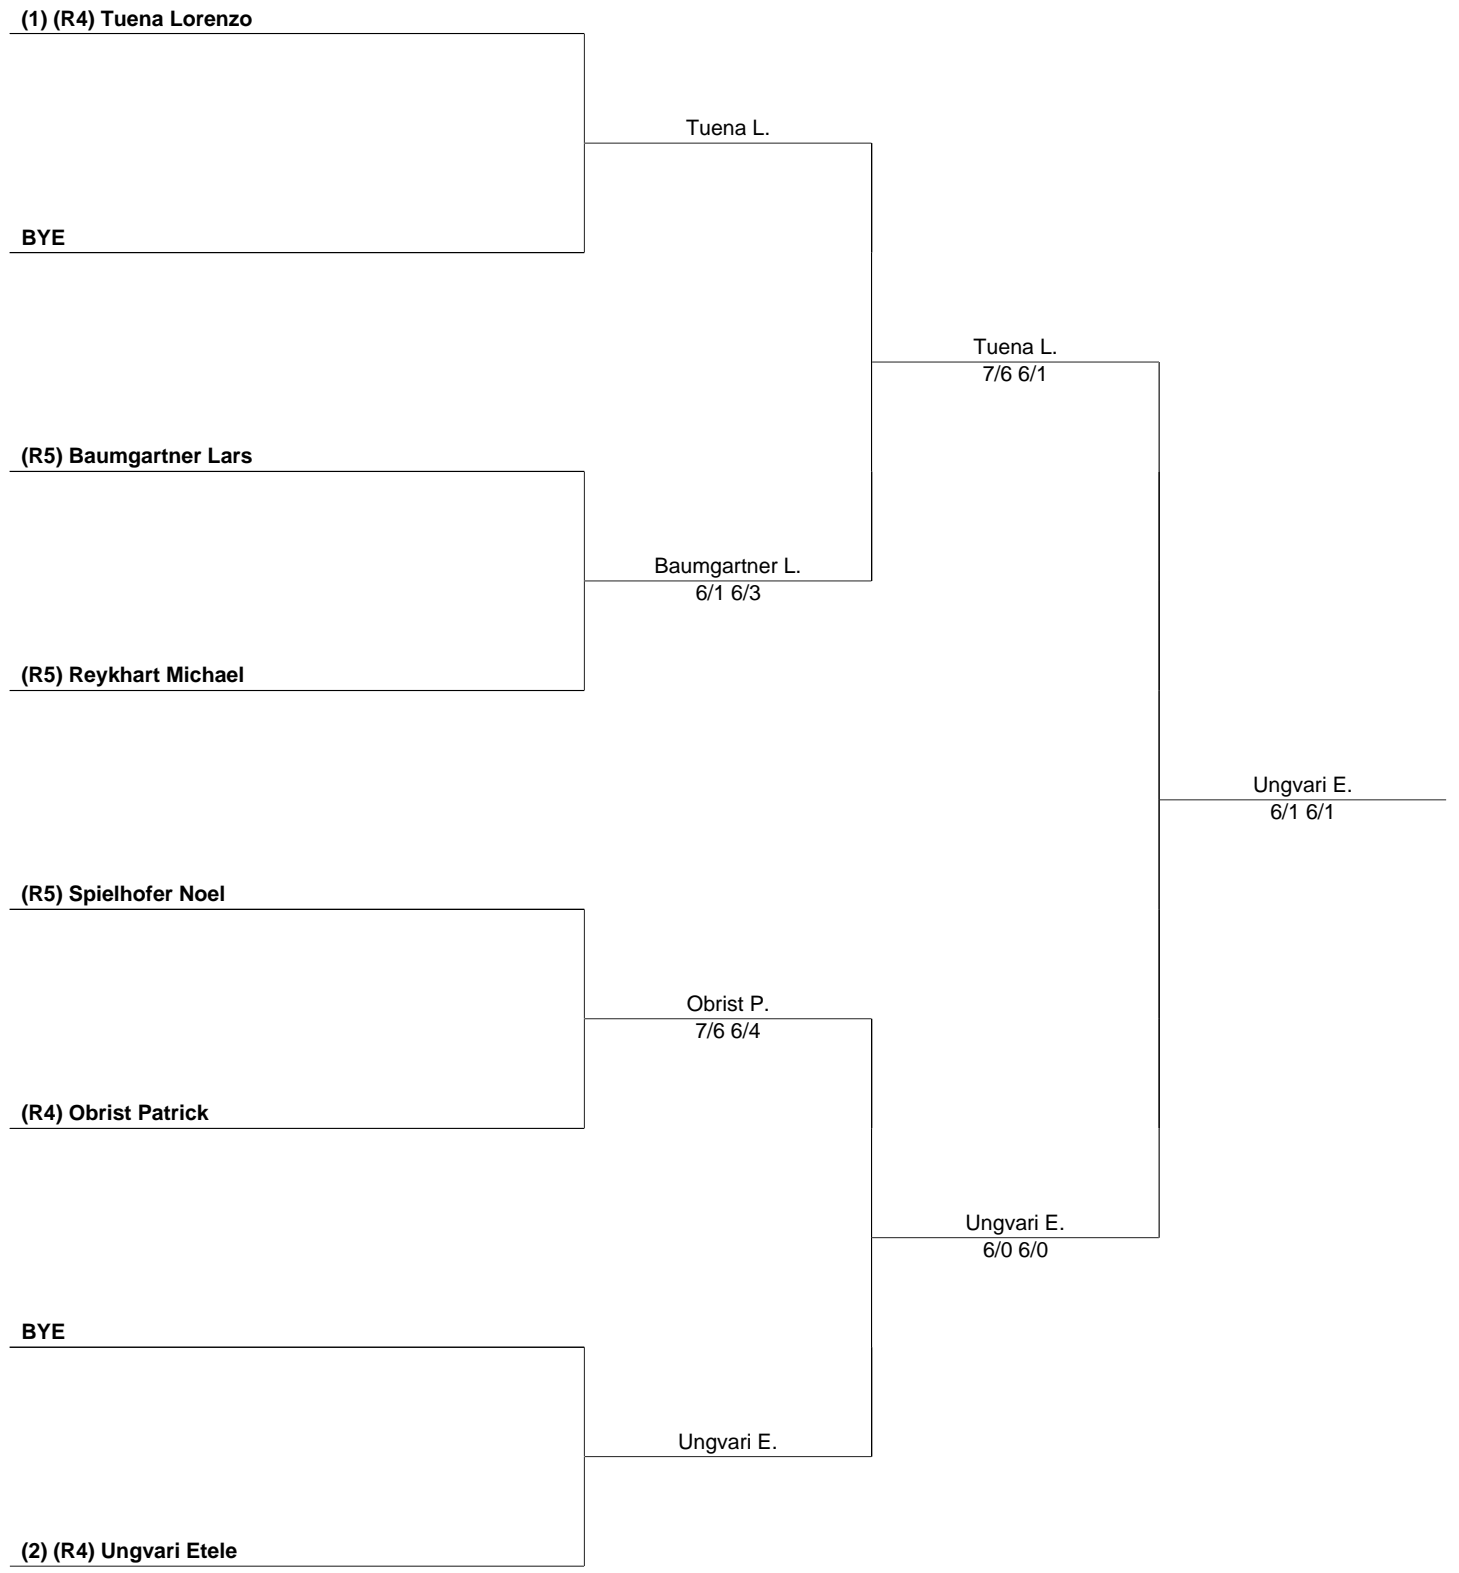 (1) (R4) Tuena Lorenzo
Tuena L.
BYE
Tuena L.
7/6 6/1
(R5) Baumgartner Lars
Baumgartner L.
6/1 6/3
(R5) Reykhart Michael
Ungvari E.
6/1 6/1
(R5) Spielhofer Noel
Obrist P.
7/6 6/4
(R4) Obrist Patrick
Ungvari E.
6/0 6/0
BYE
Ungvari E.
(2) (R4) Ungvari Etele